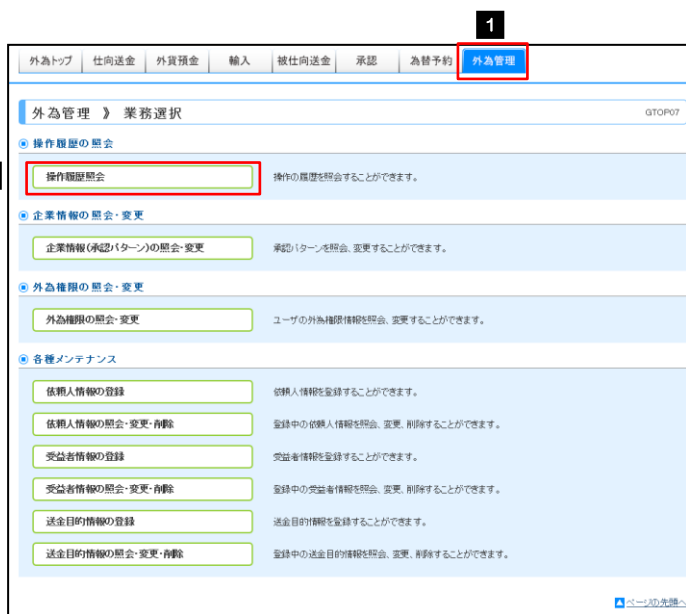 1
外為トップ 仕向送金 外貨預金 輸入 被仕向送金 承認 為替予約 外為管理
外為管理 》 業務選択 GTOP07
操作履歴の照会
操作履歴照会 操作の履歴を照会することができます。
企業情報の照会・変更
企業情報(承認パターン)の照会・変更 承認パターンを照会、変更することができます。
外為権限の照会・変更
外為権限の照会・変更 ユーザの外為権限情報を照会、変更することができます。
各種メンテナンス
依頼人情報の登録 依頼人情報を登録することができます。
依頼人情報の照会・変更・削除 登録中の依頼人情報を照会、変更、削除することができます。
受益者情報の登録 受益者情報を登録することができます。
受益者情報の照会・変更・削除 登録中の受益者情報を照会、変更、削除することができます。
送金目的情報の登録 送金目的情報を登録することができます。
送金目的情報の照会・変更・削除 登録中の送金目的情報を照会、変更、削除することができます。
ページの先頭へ